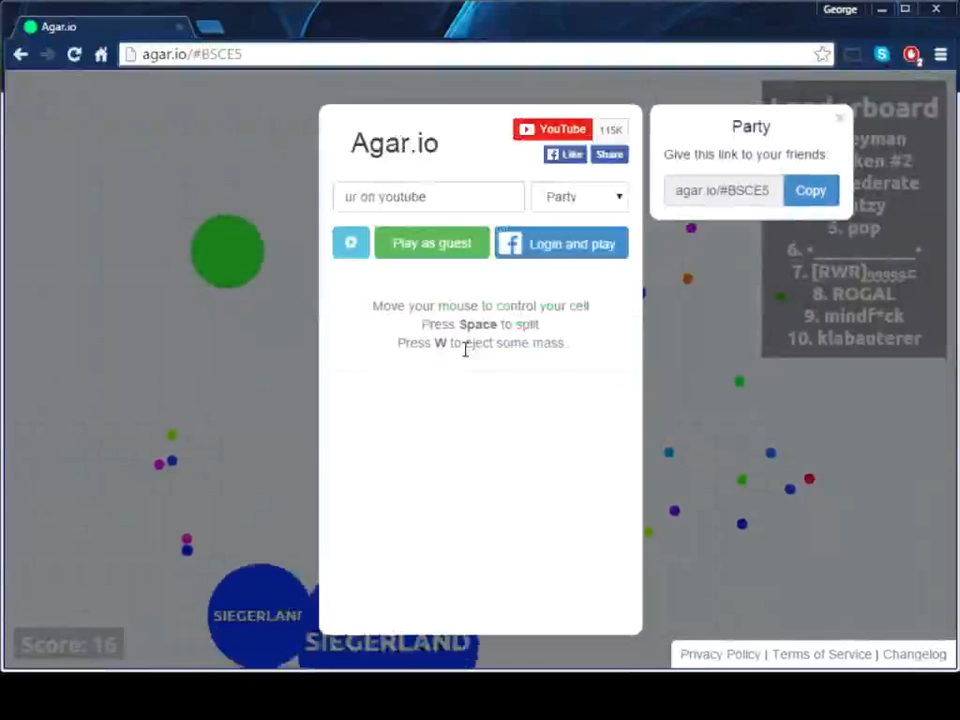 George
Agar.io
agar.io/#BSCE5
Agar.io
YouTube 115K
Like Share
ur on youtube
Party
Play as guest
Login and play
Move your mouse to control your cell
Press Space to split
Press W to eject some mass
Party
×
Give this link to your friends:
agar.io/#BSCE5
Copy
5. pop
6.
7. [RWR]
8. ROGAL
9. mindf*ck
10. klabauterer
SIEGERLAND
SIEGERLAND
Score: 16
Privacy Policy | Terms of Service | Changelog